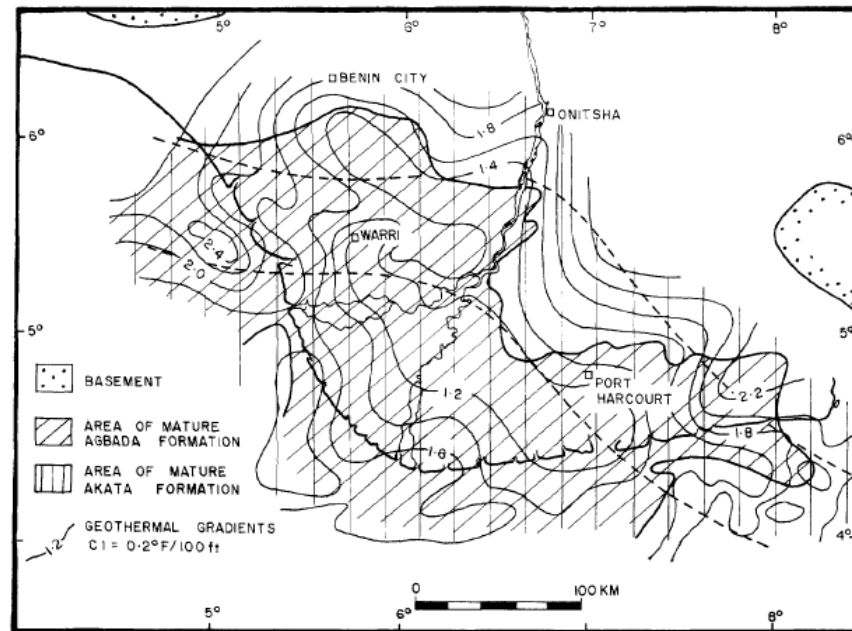 5° 6° 7° 8°
BENIN CITY
ONITSHA
1·8
6° 6°
1·4
WARRI
2·4
2·0
5° 5°
BASEMENT
PORT
HARCOURT
2·2
1·2
AREA OF MATURE
AGBADA FORMATION
1·8
1·6
AREA OF MATURE
AKATA FORMATION
GEOTHERMAL GRADIENTS
1·2 CI = 0·2°F/100ft
4°
0 100 KM
5° 6° 8°